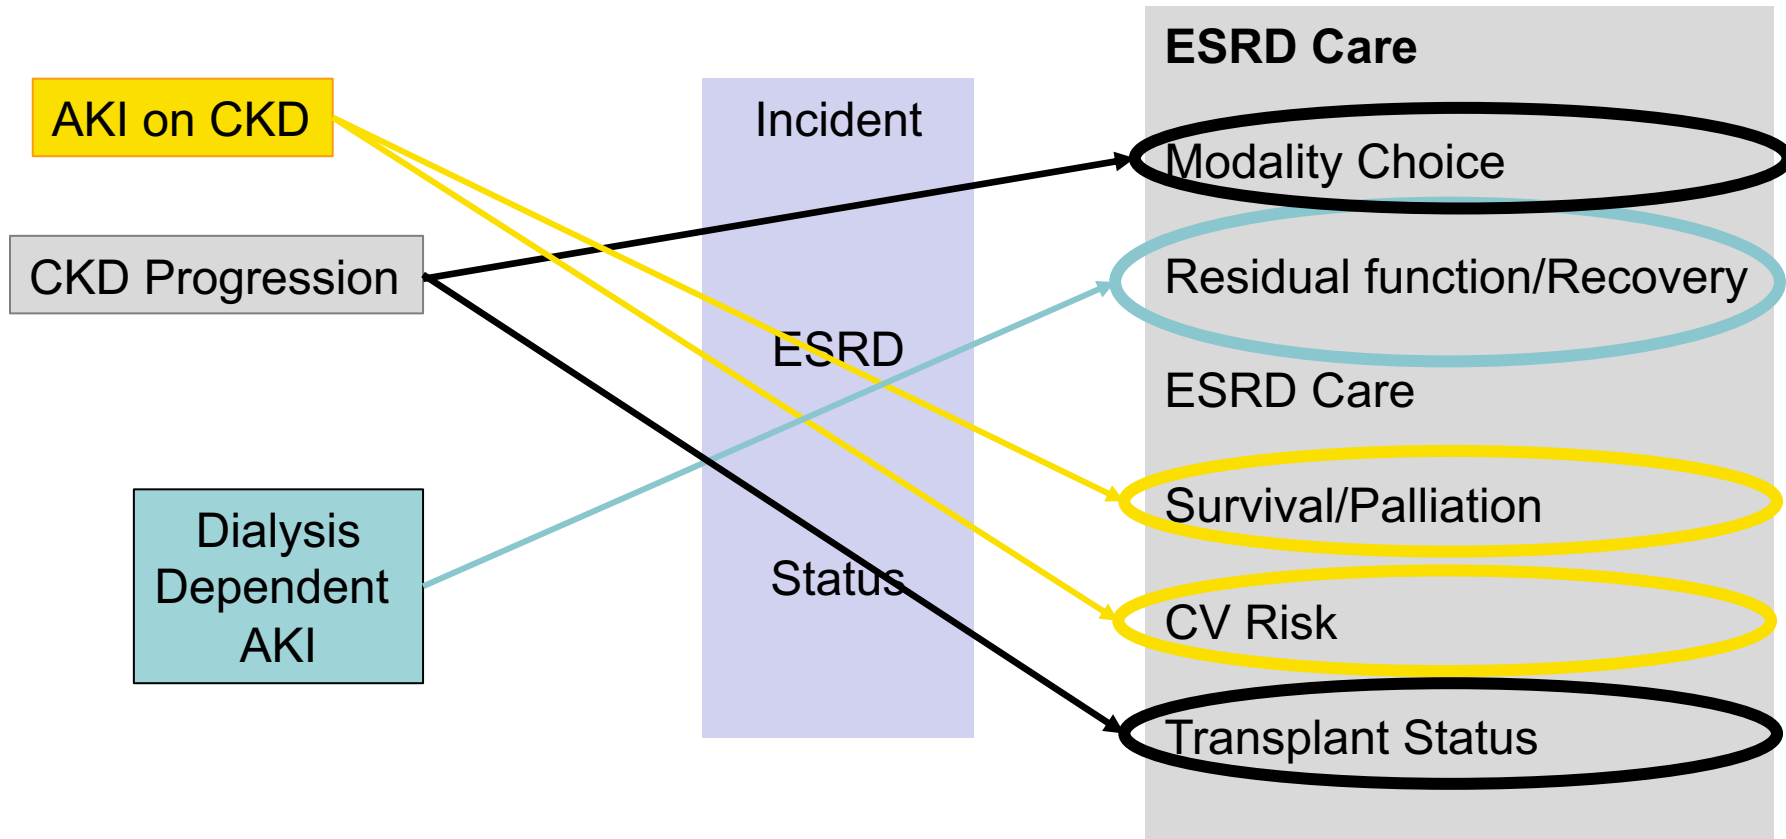 AKI on CKD
CKD Progression
Dialysis
Dependent
AKI
Incident
ESRD
Status
ESRD Care
Modality Choice
Residual function/Recovery
ESRD Care
Survival/Palliation
CV Risk
Transplant Status